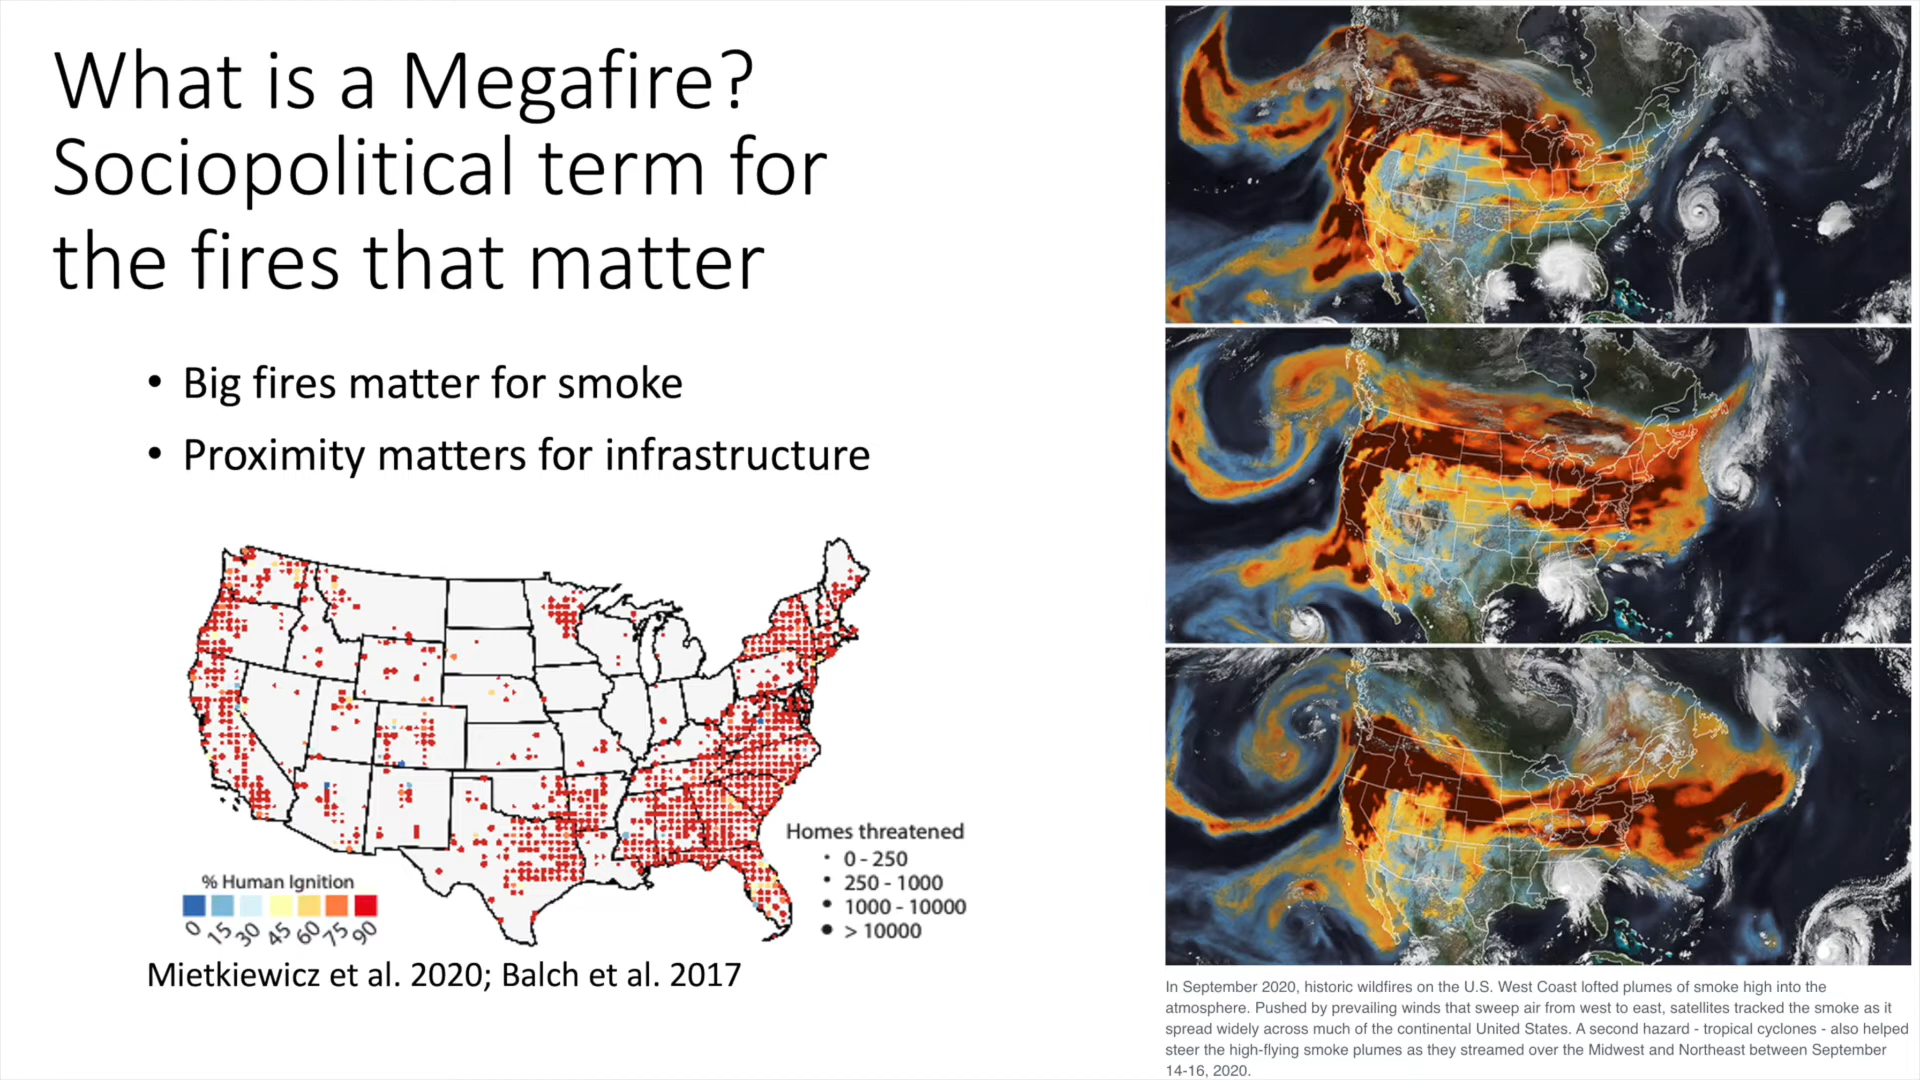 What is a Megafire?
Sociopolitical term for
the fires that matter
• Big fires matter for smoke
• Proximity matters for infrastructure
Homes threatened
0 - 250
250 - 1000
1000 - 10000
> 10000
% Human Ignition
0 15 30 45 60 75 90
Mietkiewicz et al. 2020; Balch et al. 2017
In September 2020, historic wildfires on the U.S. West Coast lofted plumes of smoke high into the
atmosphere. Pushed by prevailing winds that sweep air from west to east, satellites tracked the smoke as it
spread widely across much of the continental United States. A second hazard - tropical cyclones - also helped
steer the high-flying smoke plumes as they streamed over the Midwest and Northeast between September
14-16, 2020.